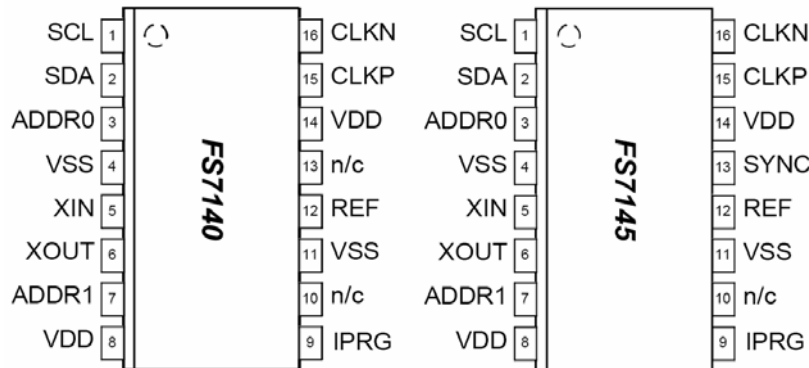 SCL 1 16 CLKN
SDA 2 15 CLKP
ADDR0 3 14 VDD
VSS 4 13 n/c
XIN 5 12 REF
XOUT 6 11 VSS
ADDR1 7 10 n/c
VDD 8 9 IPRG
FS7140
SCL 1 16 CLKN
SDA 2 15 CLKP
ADDR0 3 14 VDD
VSS 4 13 SYNC
XIN 5 12 REF
XOUT 6 11 VSS
ADDR1 7 10 n/c
VDD 8 9 IPRG
FS7145